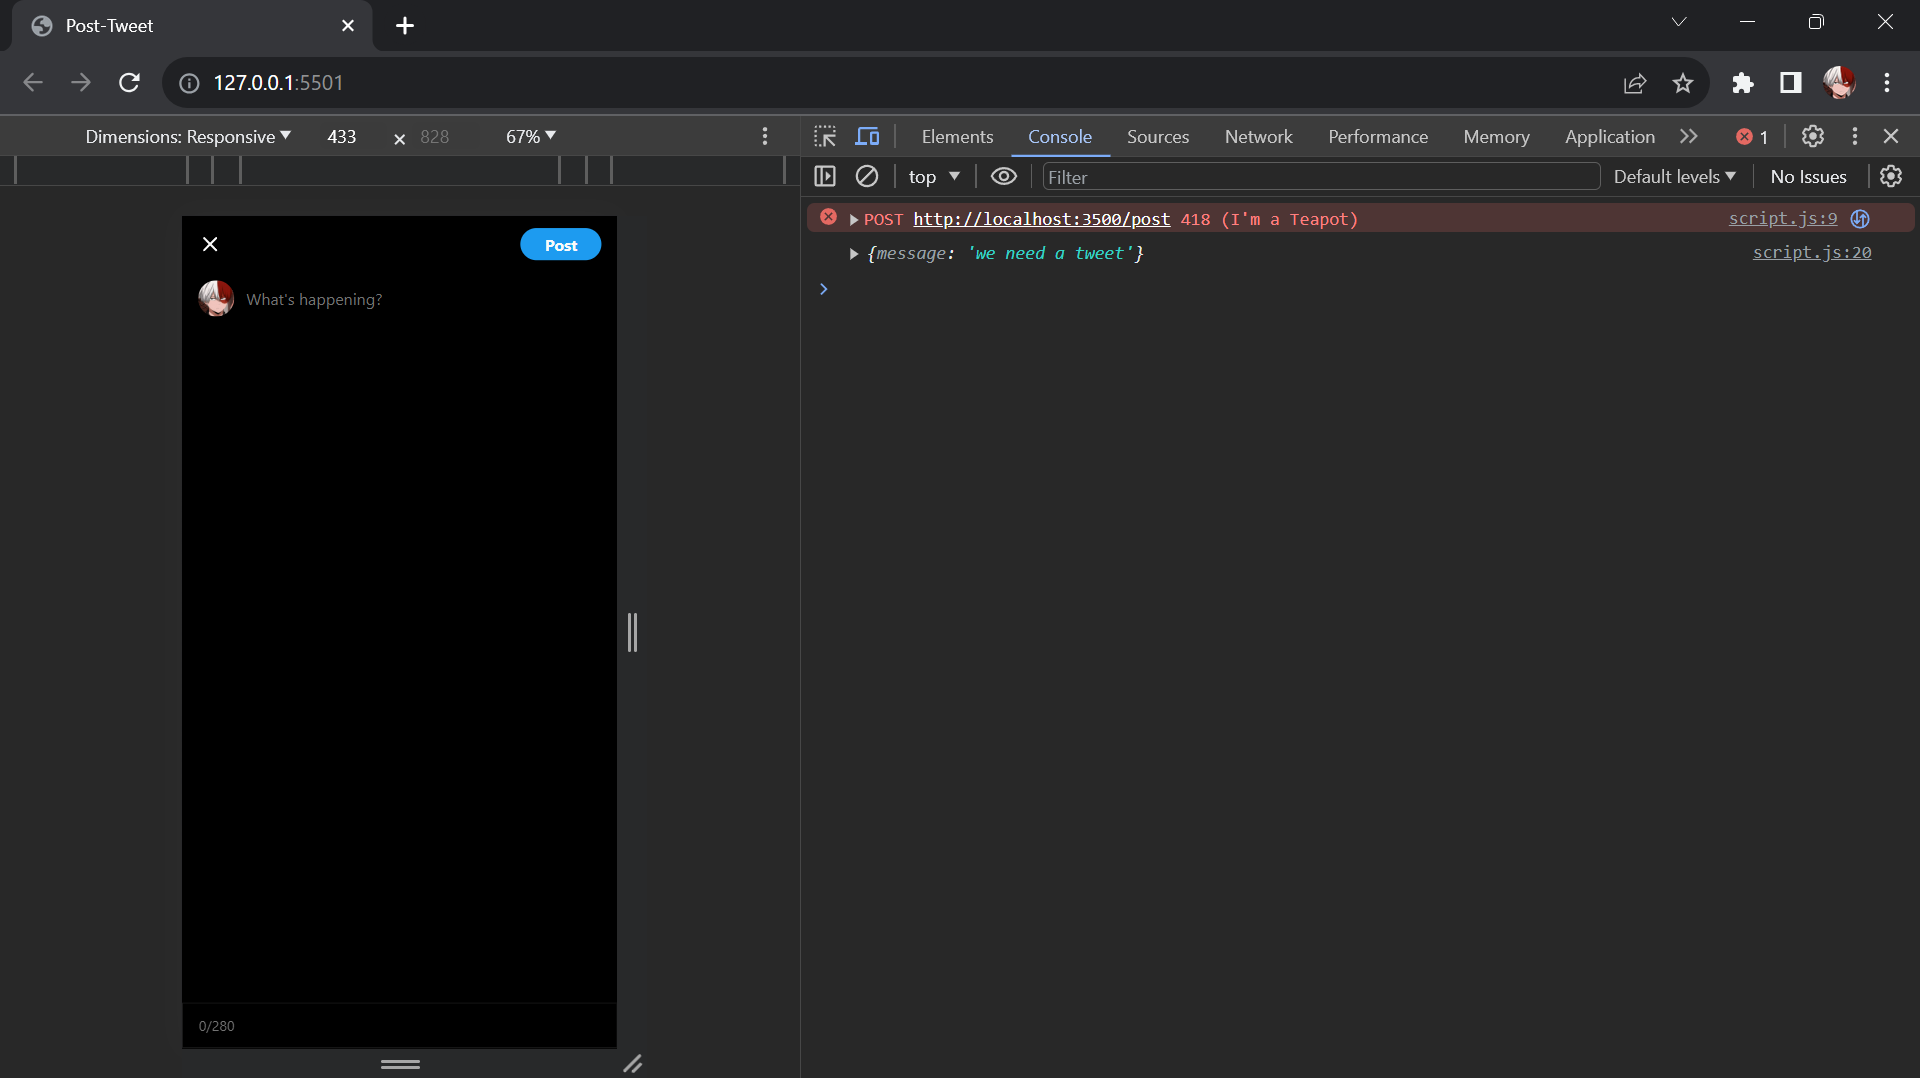 Post-Tweet
127.0.0.1:5501
Dimensions: Responsive 433 × 828 67%
Elements Console Sources Network Performance Memory Application 1
top Filter Default levels No Issues
POST http://localhost:3500/post 418 (I'm a Teapot) script.js:9
{message: 'we need a tweet'} script.js:20
Post
What's happening?
0/280